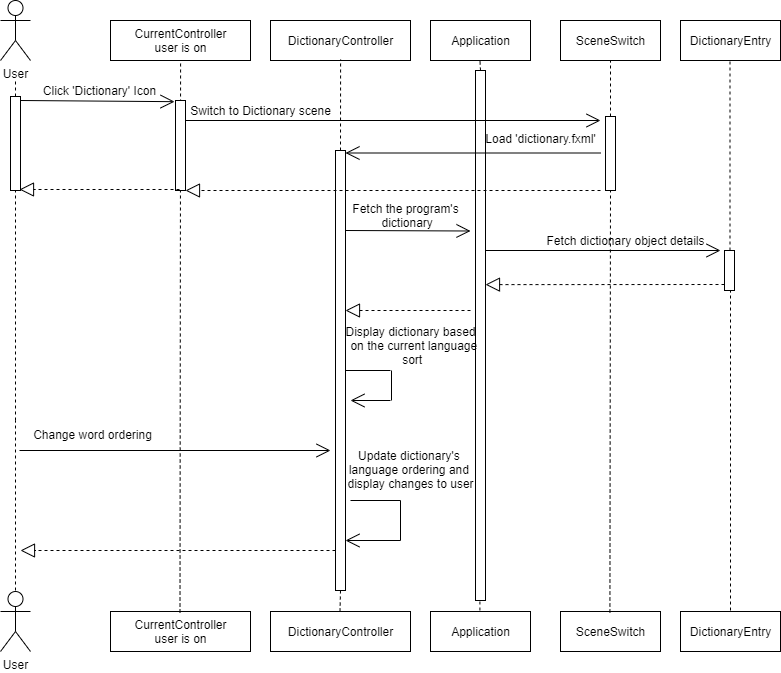 CurrentController
user is on
DictionaryController
Application
SceneSwitch
DictionaryEntry
User
Click 'Dictionary' Icon
Switch to Dictionary scene
Load 'dictionary.fxml'
Fetch the program's
dictionary
Fetch dictionary object details
Display dictionary based
on the current language
sort
Change word ordering
Update dictionary's
language ordering and
display changes to user
CurrentController
user is on
DictionaryController
Application
SceneSwitch
DictionaryEntry
User